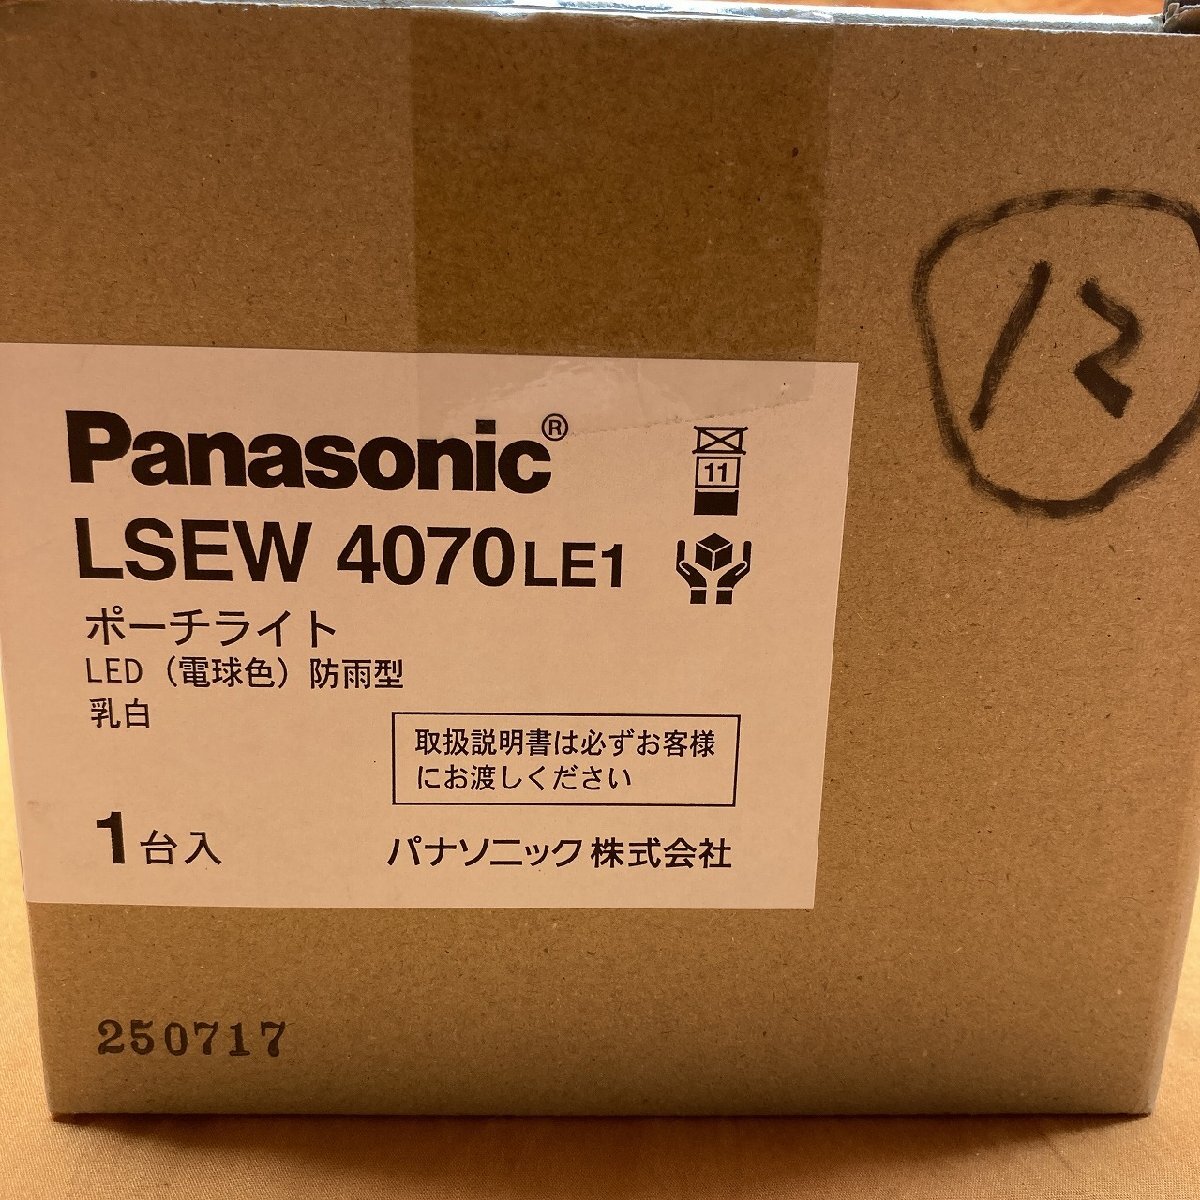 12
Panasonic®
11
LSEW 4070LE1
ポーチライト
LED（電球色）防雨型
乳白
取扱説明書は必ずお客様
にお渡しください
1台入
パナソニック株式会社
250717